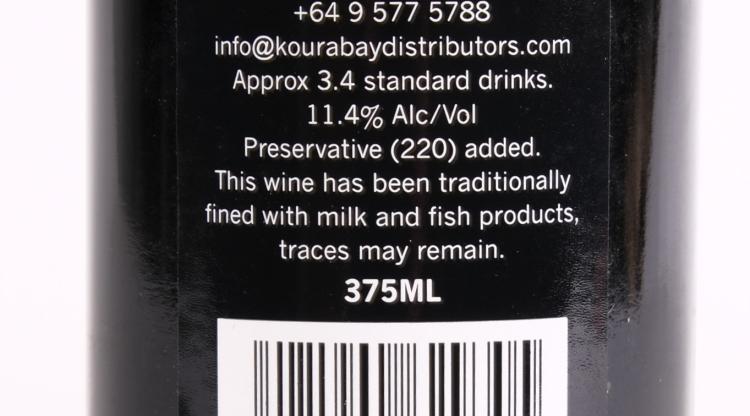 +64 9 577 5788
info@kourabaydistributors.com
Approx 3.4 standard drinks.
11.4% Alc/Vol
Preservative (220) added.
This wine has been traditionally
fined with milk and fish products,
traces may remain.
375ML